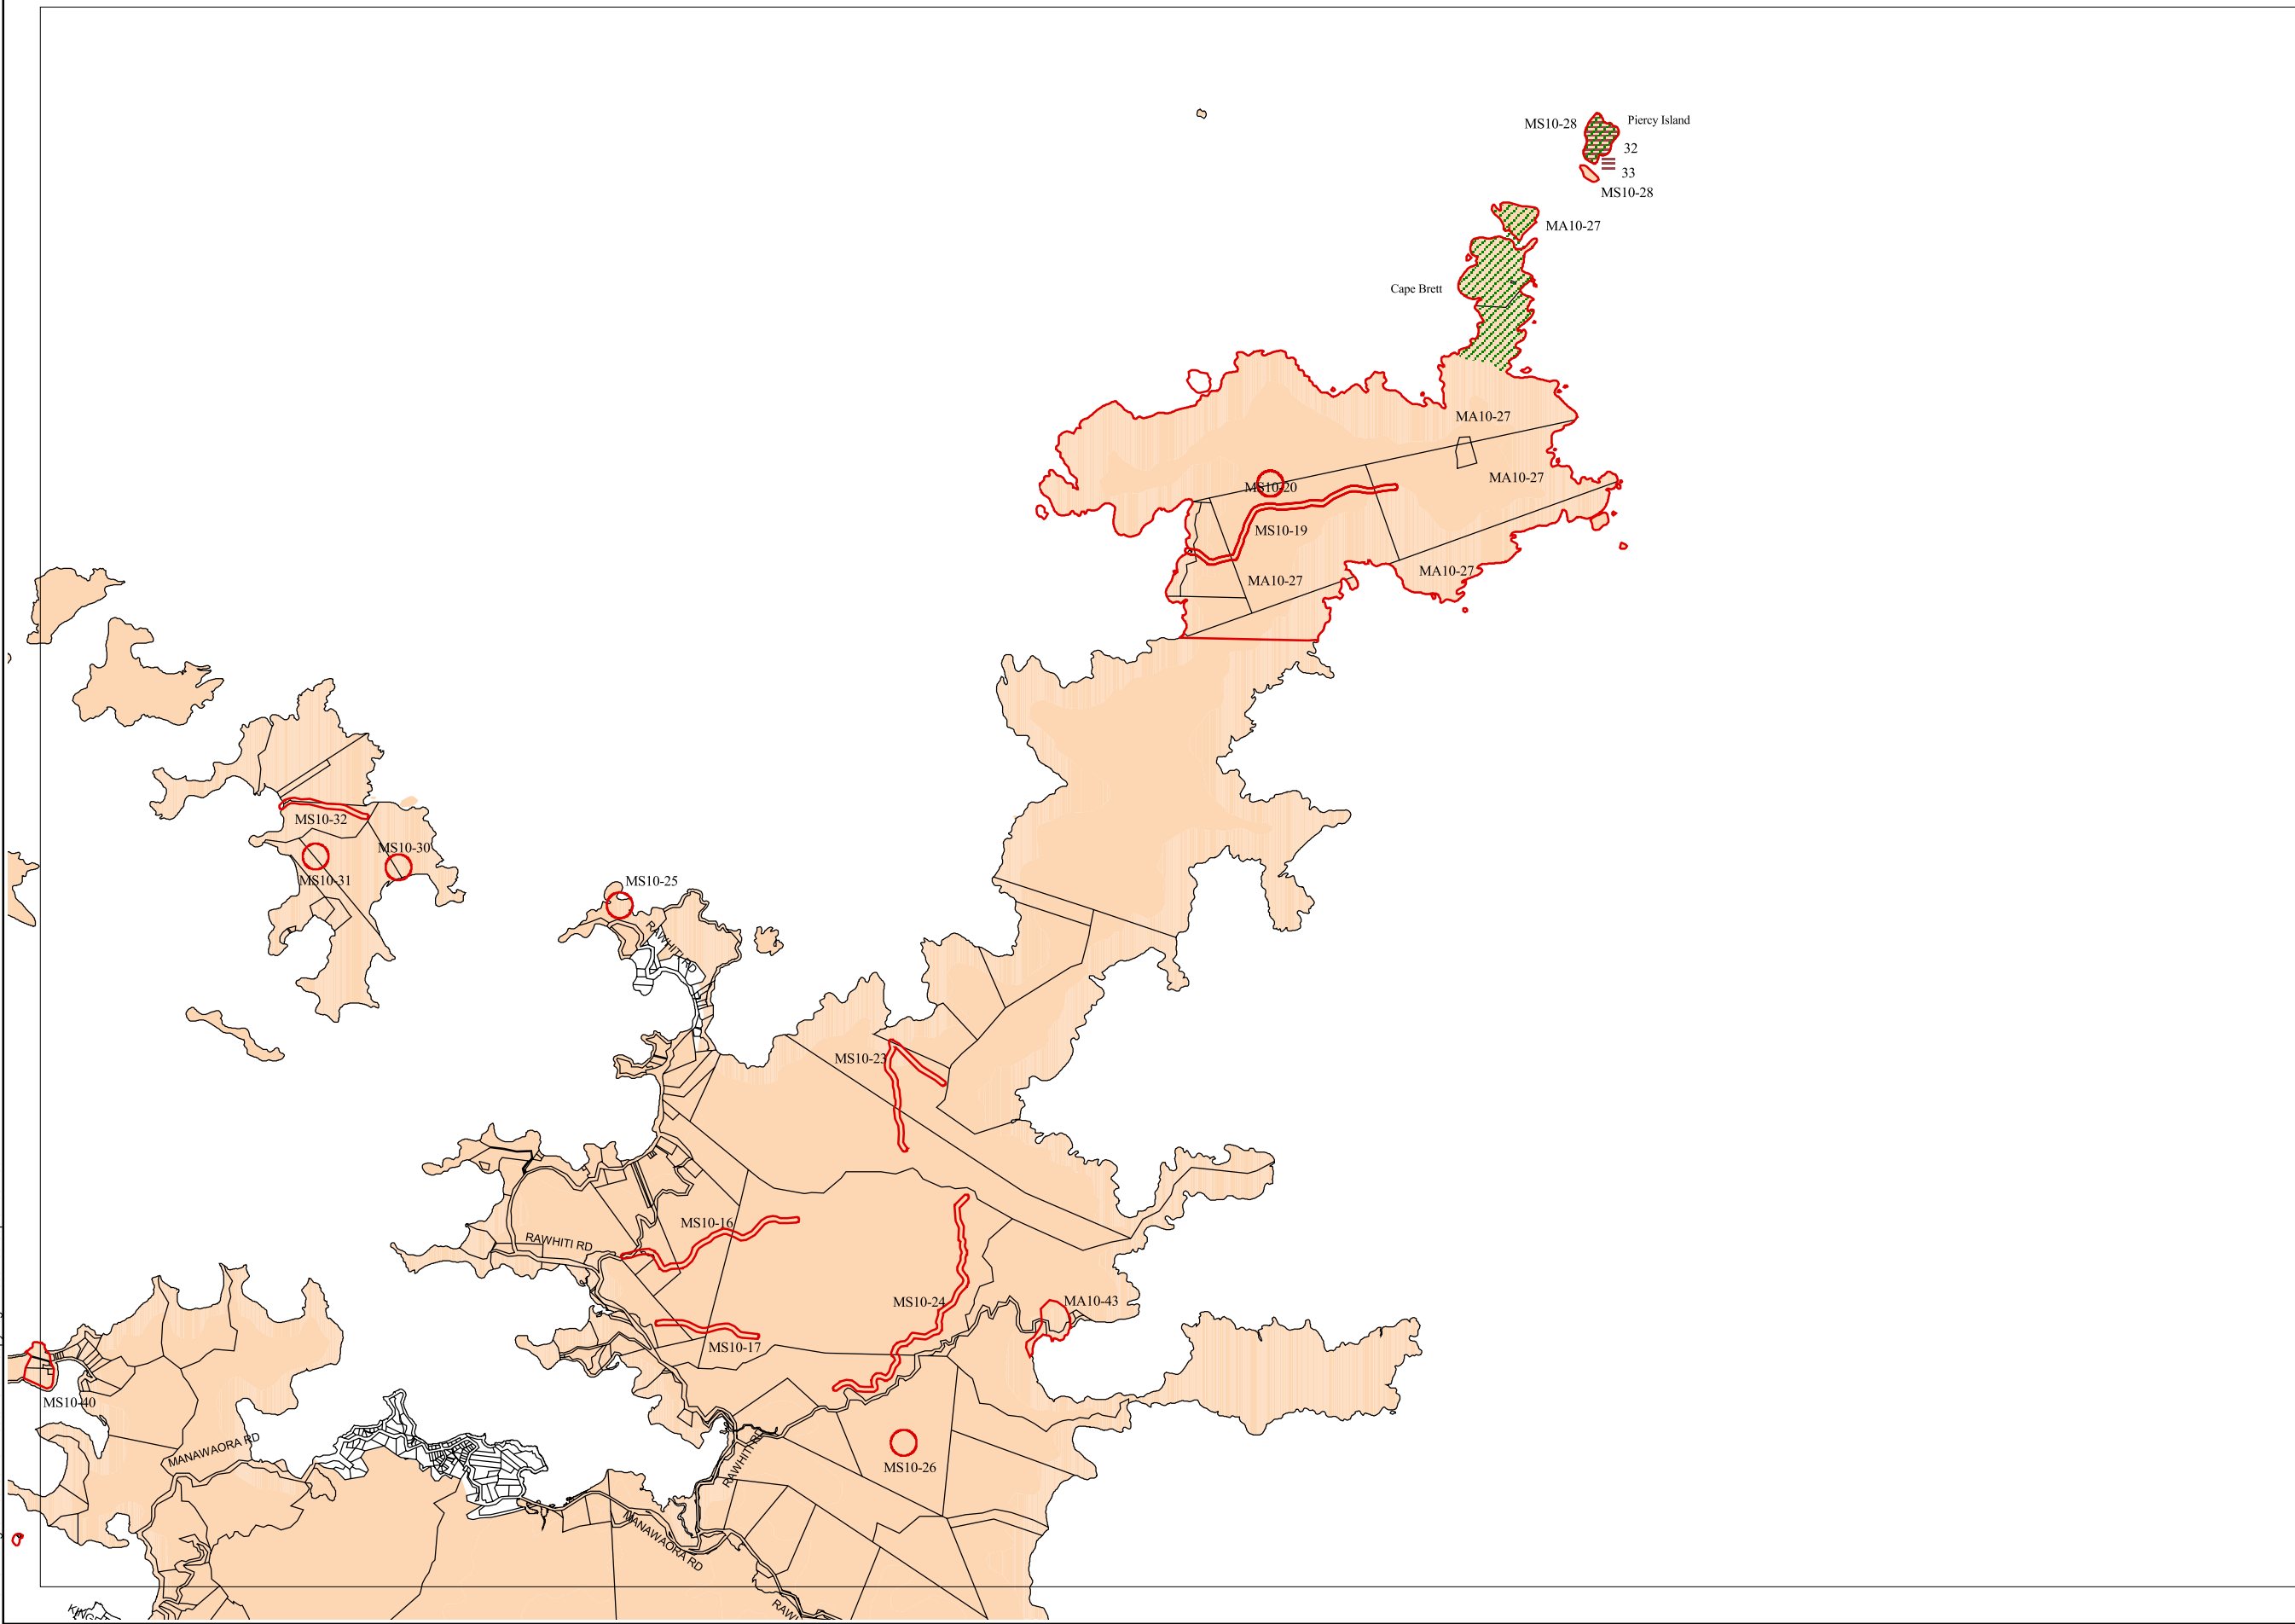 MS10-28
Piercy Island
32
33
MS10-28
MA10-27
Cape Brett
MA10-27
MA10-27
MS10-20
MS10-19
MA10-27
MA10-27
MS10-32
MS10-30
MS10-31
MS10-25
RAWHITI RD
MS10-23
MS10-16
RAWHITI RD
MS10-24
MA10-43
MS10-17
MS10-40
MANAWAORA RD
RAWHITI RD
MS10-26
MANAWAORA RD